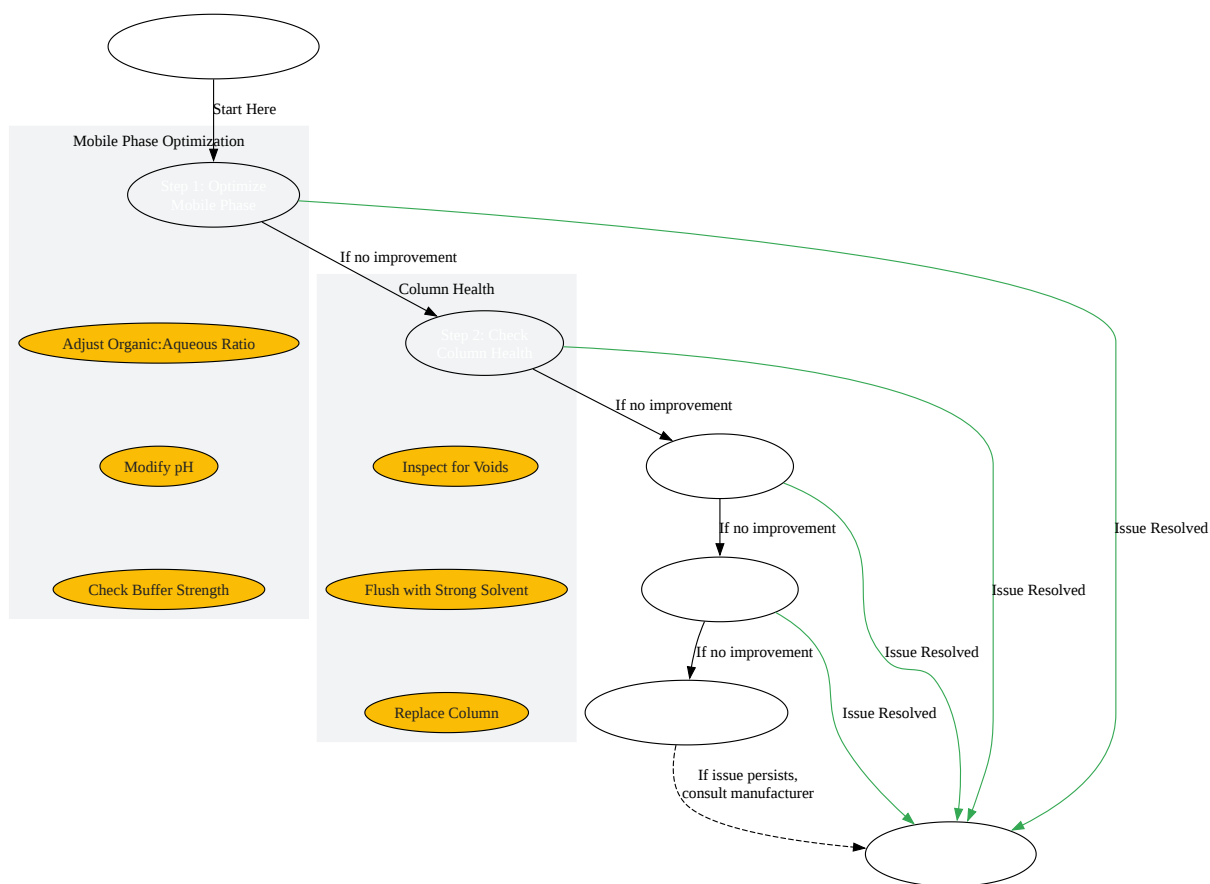 Start Here
Mobile Phase Optimization
Step 1: Optimize
Mobile Phase
If no improvement
Column Health
Step 2: Check
Column Health
Adjust Organic:Aqueous Ratio
If no improvement
Modify pH
Inspect for Voids
If no improvement
Issue Resolved
Check Buffer Strength
Flush with Strong Solvent
Issue Resolved
If no improvement
Issue Resolved
Replace Column
Issue Resolved
If issue persists,
consult manufacturer